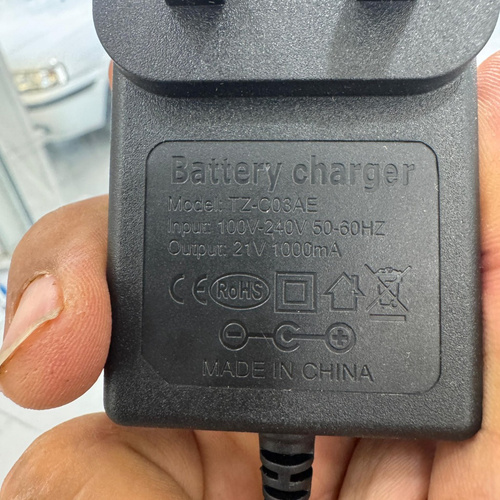 Battery charger
Model: TZ-C03AE
Input: 100V-240V 50-60HZ
Output: 21V 1000mA
CE RoHS
MADE IN CHINA